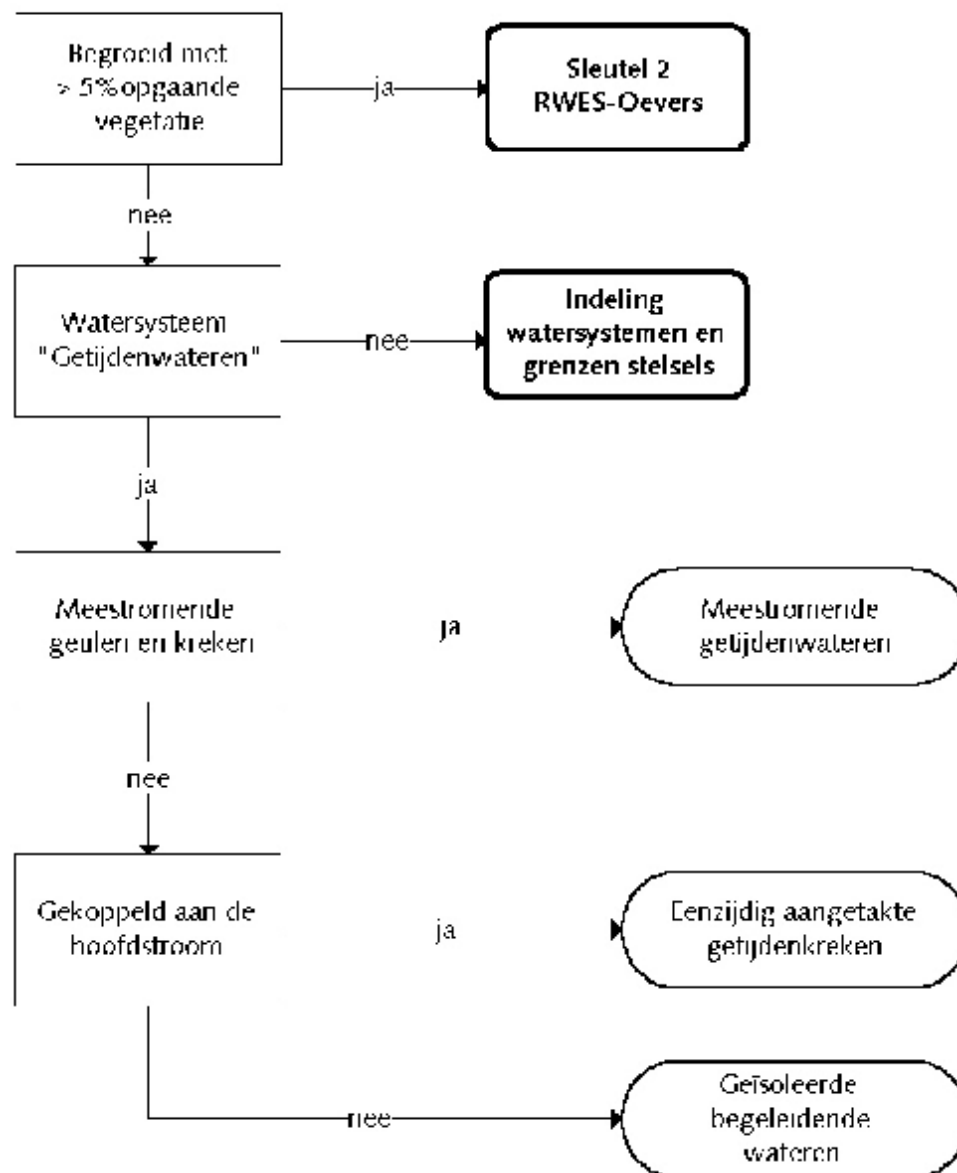 Begroeid met
> 5% opgaande
vegetatie
ja
Sleutel 2
RWES-Oevers
nee
Watersysteem
"Getijdenwateren"
nee
Indeling
watersystemen en
grenzen stelsels
ja
Meestromende
geulen en kreken
ja
Meestromende
getijdenwateren
nee
Gekoppeld aan de
hoofdstroom
ja
Eenzijdig aangetakte
getijdenkreken
nee
Geïsoleerde
begeleidende
wateren